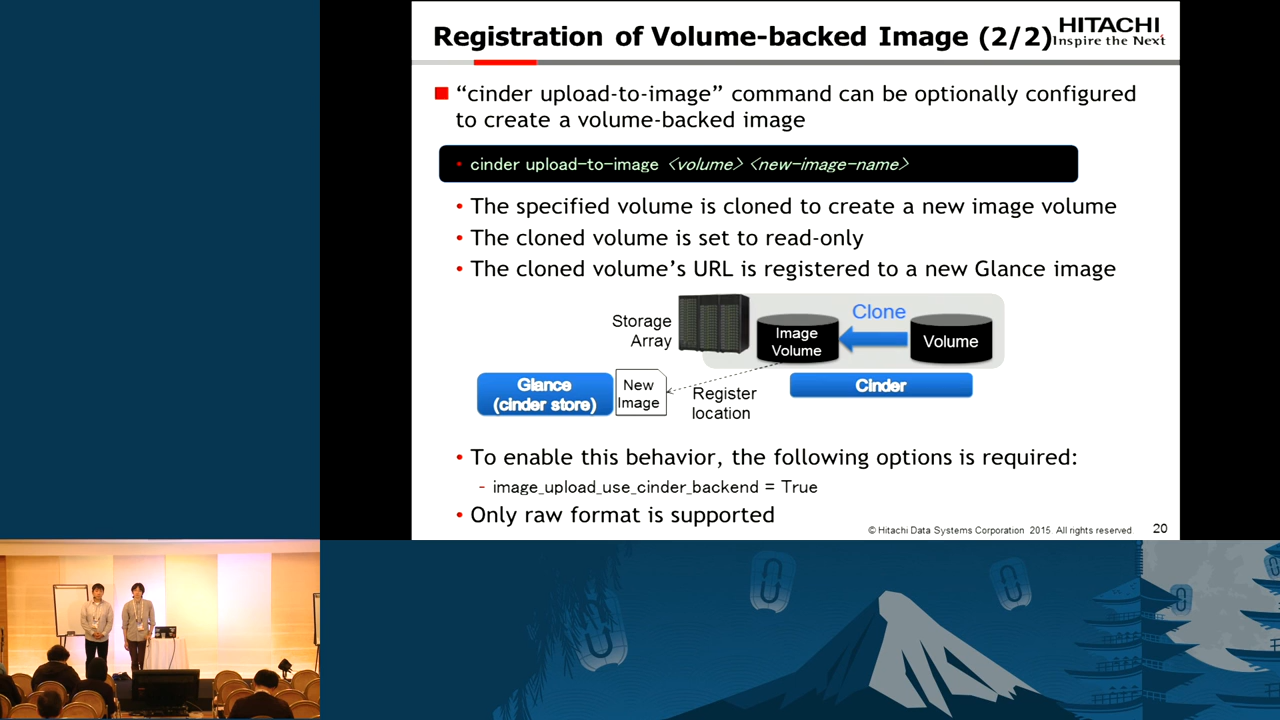 Registration of Volume-backed Image (2/2)
HITACHI
Inspire the Next
“cinder upload-to-image” command can be optionally configured
to create a volume-backed image
• cinder upload-to-image <volume> <new-image-name>
• The specified volume is cloned to create a new image volume
• The cloned volume is set to read-only
• The cloned volume’s URL is registered to a new Glance image
Storage
Array
Image
Volume
Clone
Volume
Glance
(cinder store)
New
Image
Register
location
Cinder
• To enable this behavior, the following options is required:
- image_upload_use_cinder_backend = True
• Only raw format is supported
© Hitachi Data Systems Corporation 2015. All rights reserved.
20